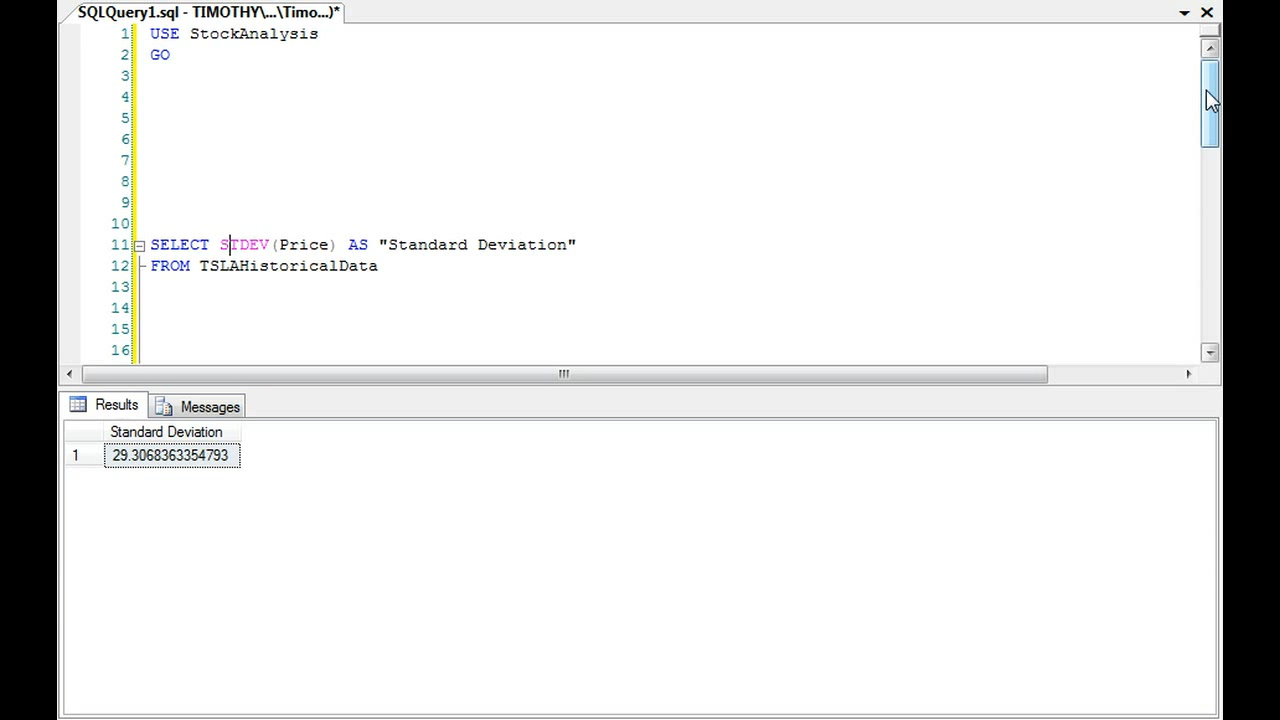 SQLQuery1.sql - TIMOTHY\...\Timo...)*
1 USE StockAnalysis
2 GO
3
4
5
6
7
8
9
10
11 SELECT STDEV(Price) AS "Standard Deviation"
12 FROM TSLAHistoricalData
13
14
15
16
Results Messages
Standard Deviation
1 29.3068363354793